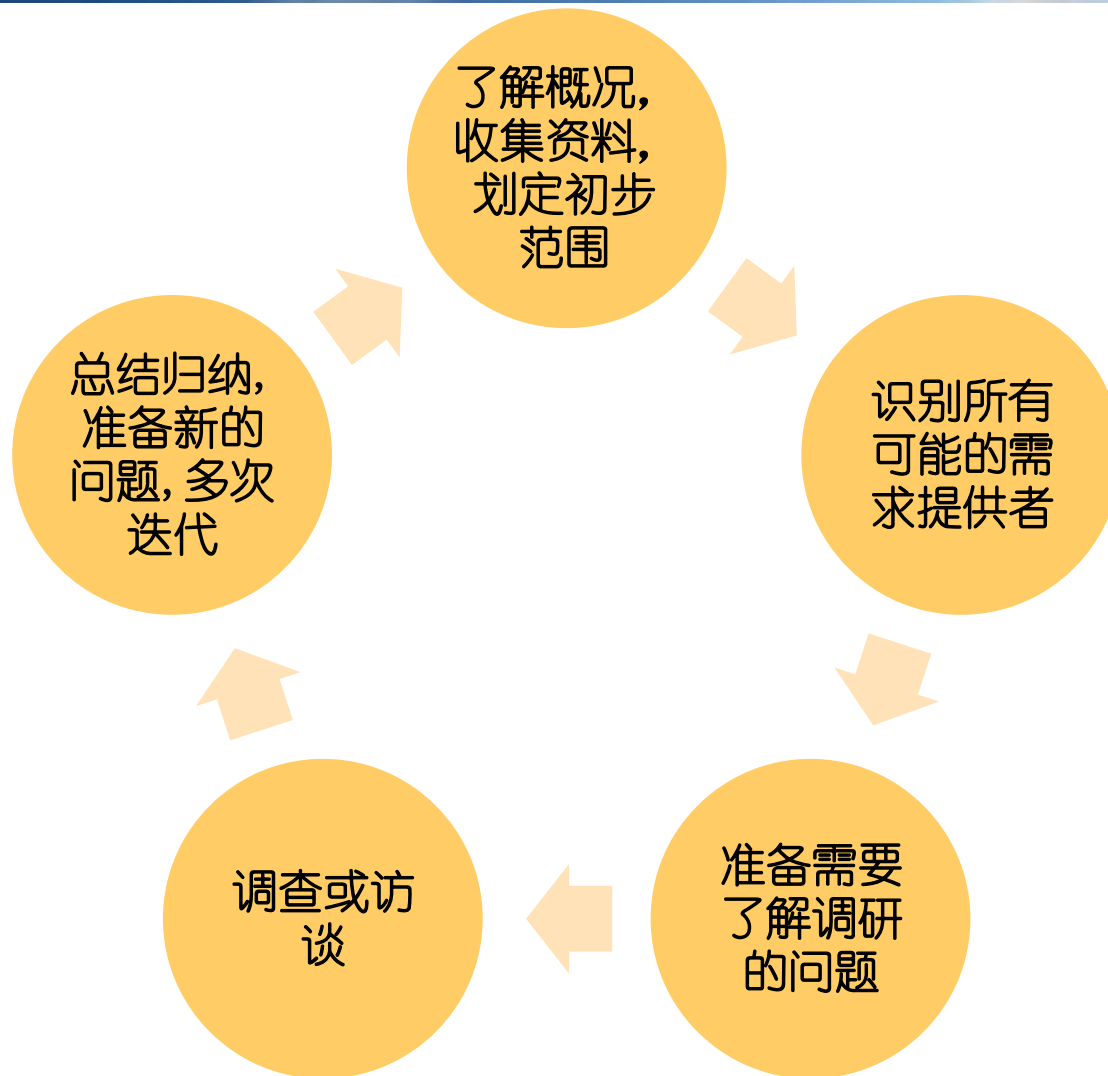 了解概况，
收集资料，
划定初步
范围
识别所有
可能的需
求提供者
准备需要
了解调研
的问题
调查或访
谈
总结归纳，
准备新的
问题，多次
迭代